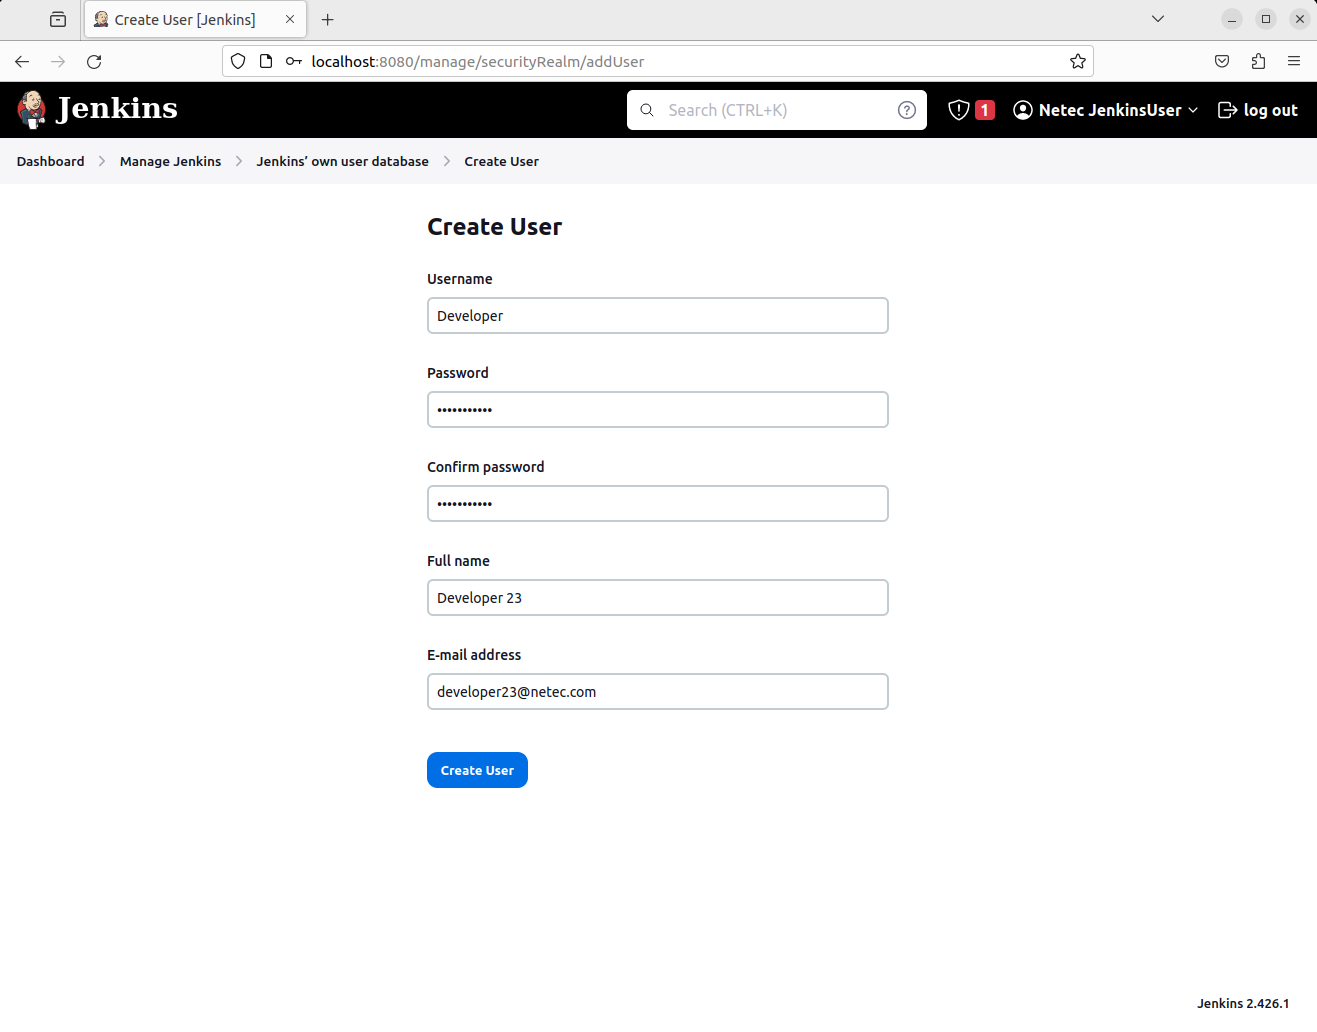 Create User [Jenkins]
localhost:8080/manage/securityRealm/addUser
Jenkins
Search (CTRL+K)
1
Netec JenkinsUser
log out
Dashboard
Manage Jenkins
Jenkins’ own user database
Create User
Create User
Username
Developer
Password
•••••••••••
Confirm password
•••••••••••
Full name
Developer 23
E-mail address
developer23@netec.com
Create User
Jenkins 2.426.1